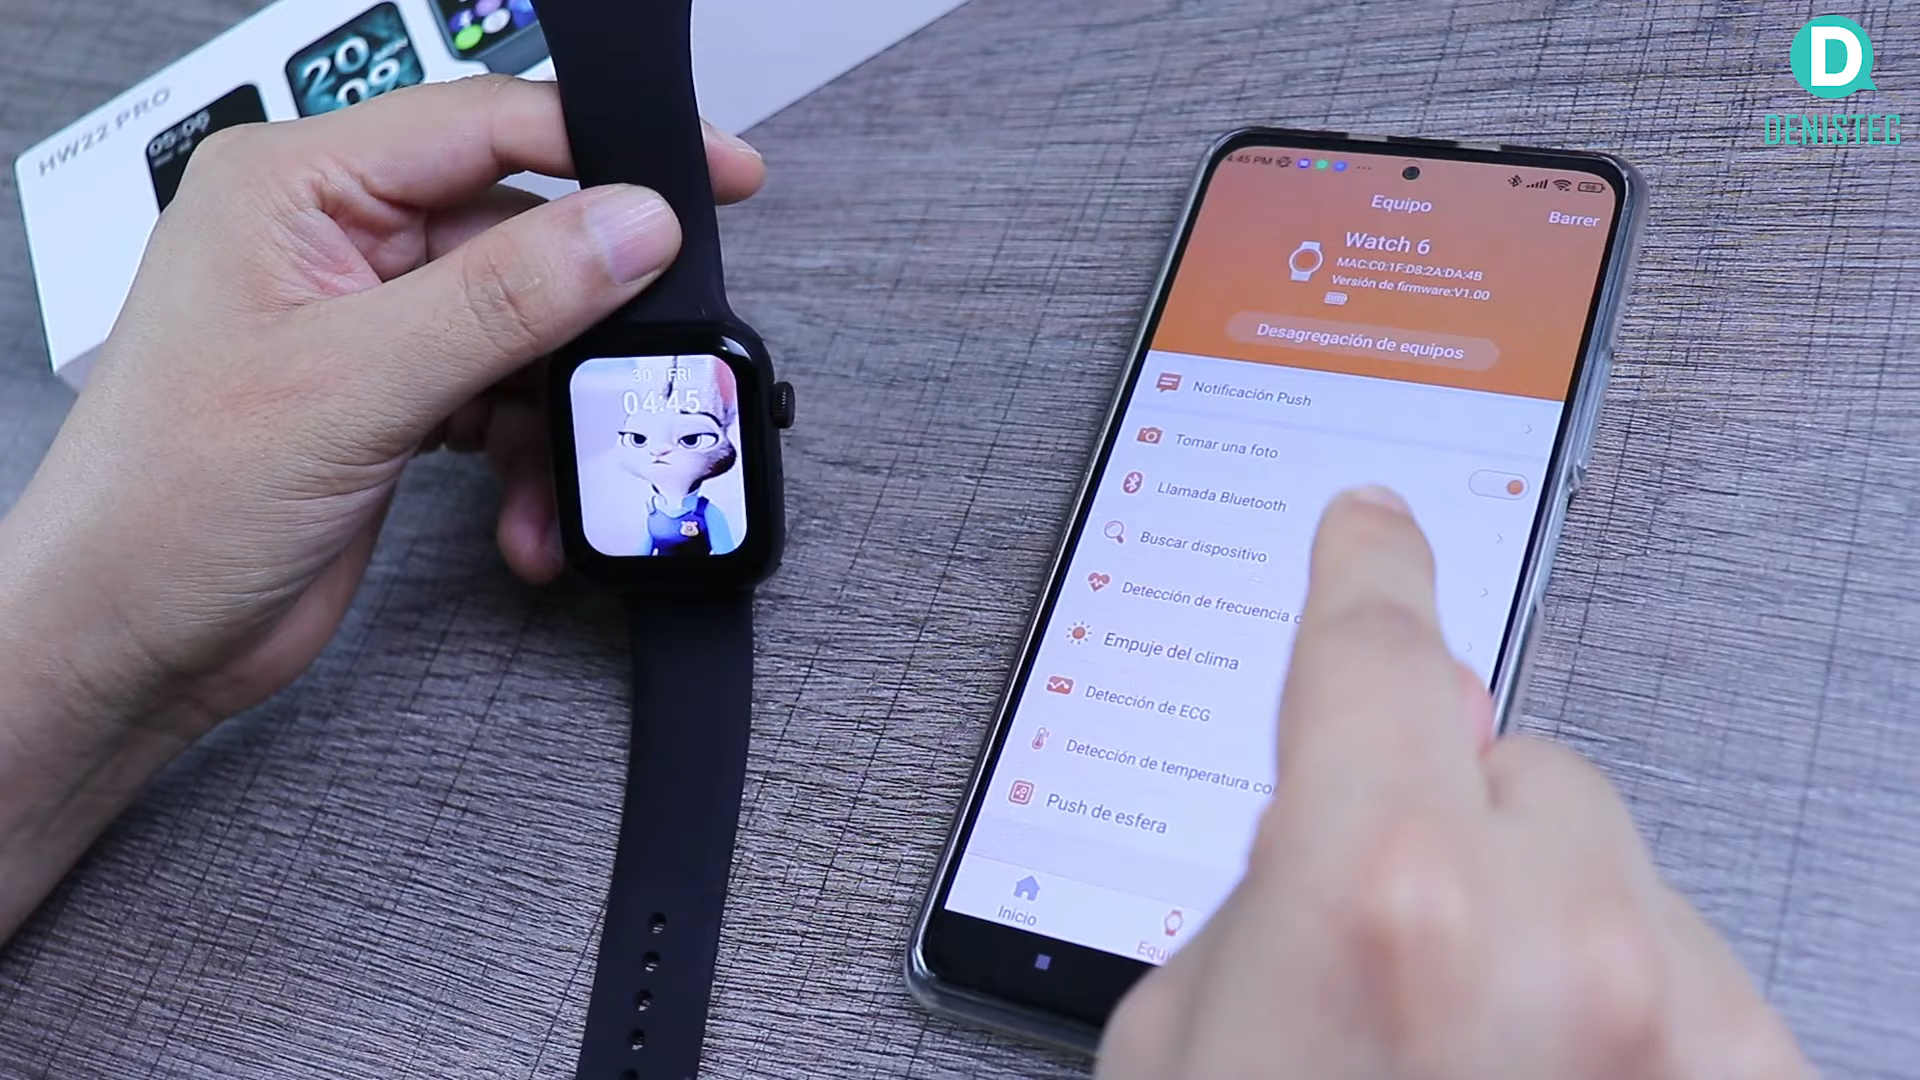 HW22 PRO
20
09
05:06
30 FRI
04:45
4:45 PM
Equipo
Barrer
Watch 6
MAC:C0:1F:D8:2A:DA:4B
Versión de firmware:V1.00
Desagregación de equipos
Notificación Push
Tomar una foto
Llamada Bluetooth
Buscar dispositivo
Detección de frecuencia
Empuje del clima
Detección de ECG
Detección de temperatura co
Push de esfera
Inicio
Equi
D
DENISTEC